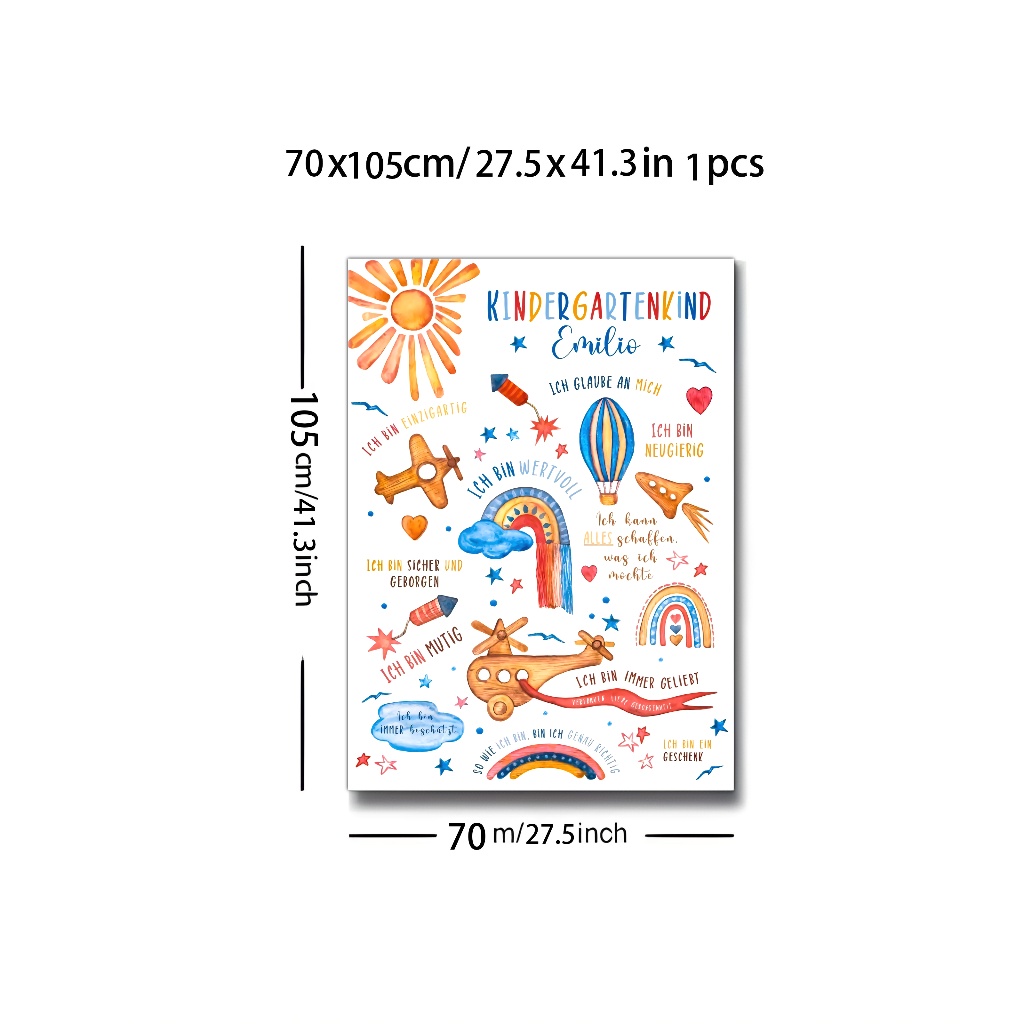 70x105cm/ 27.5x41.3in 1pcs
105cm/41.3inch
KINDERGARTENKIND
Emilio
ICH GLAUBE AN MICH
ICH BIN EINZIGARTIG
ICH BIN
NEUGIERIG
ICH BIN WERTVOLL
Ich kann
ALLES schaffen,
was ich
möchte
ICH BIN SICHER UND
GEBORGEN
ICH BIN MUTIG
ICH BIN IMMER GELIEBT
Ich bin
IMMER beschützt
SO WIE ICH BIN, BIN ICH GENAU RICHTIG
ICH BIN EIN
GESCHENK
70 m/27.5inch